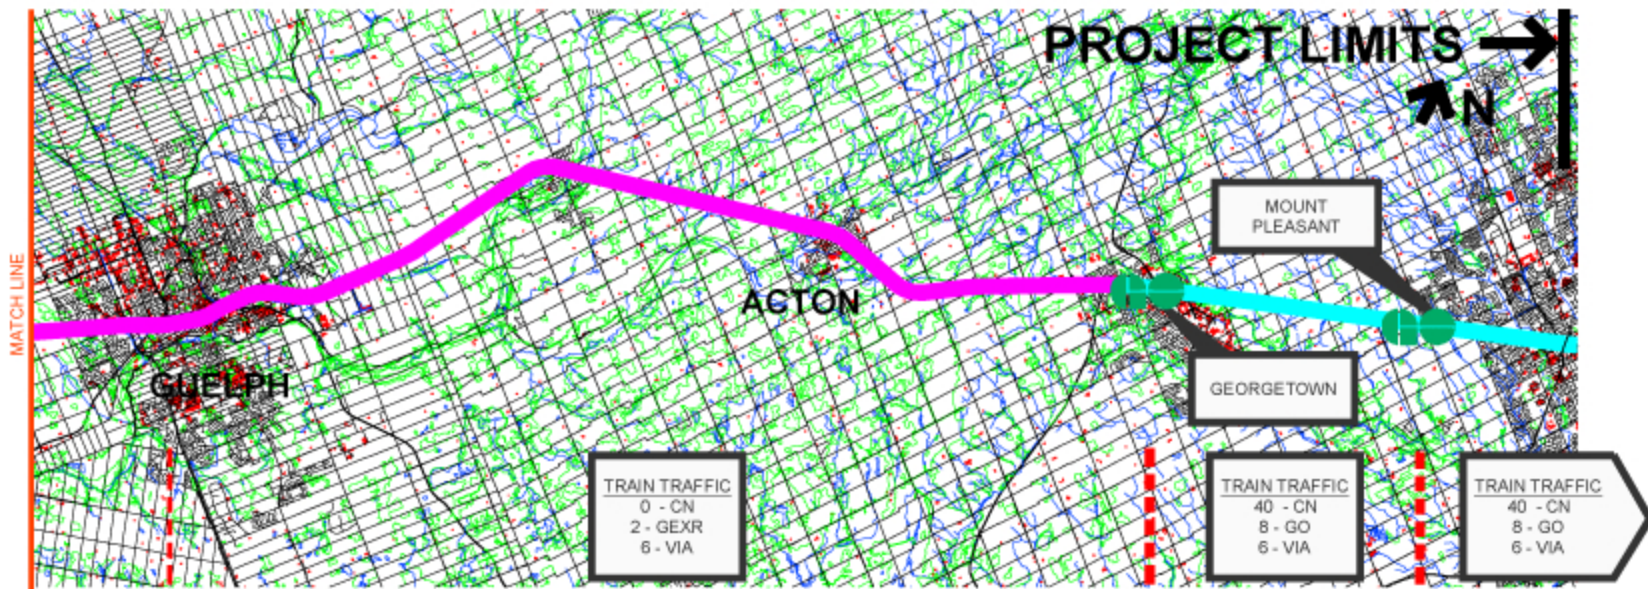 PROJECT LIMITS
N
MOUNT
PLEASANT
MATCH LINE
ACTON
GUELPH
GEORGETOWN
TRAIN TRAFFIC
0 - CN
2 - GEXR
6 - VIA
TRAIN TRAFFIC
40 - CN
8 - GO
6 - VIA
TRAIN TRAFFIC
40 - CN
8 - GO
6 - VIA